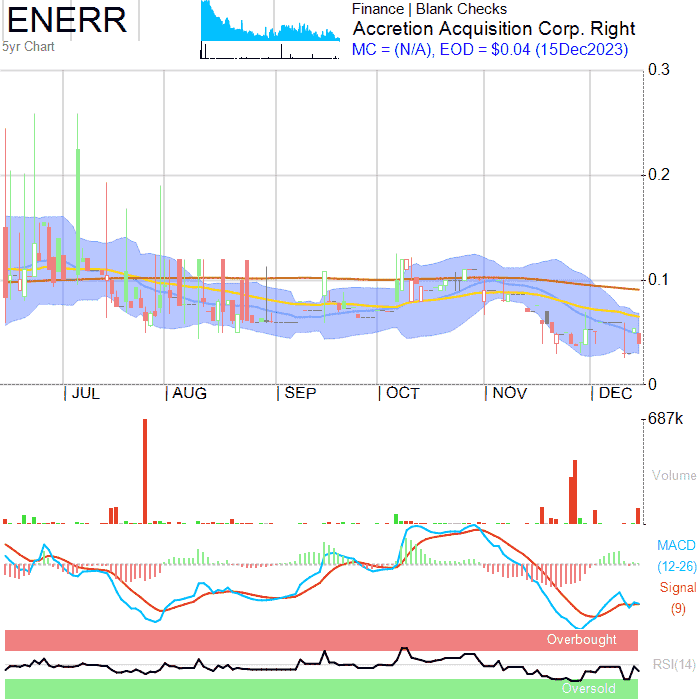 ENERR
5yr Chart
Finance | Blank Checks
Accretion Acquisition Corp. Right
MC = (N/A), EOD = $0.04 (15Dec2023)
0.3
0.2
0.1
0
JUL
AUG
SEP
OCT
NOV
DEC
687k
Volume
MACD
(12-26)
Signal
(9)
Overbought
RSI(14)
Oversold